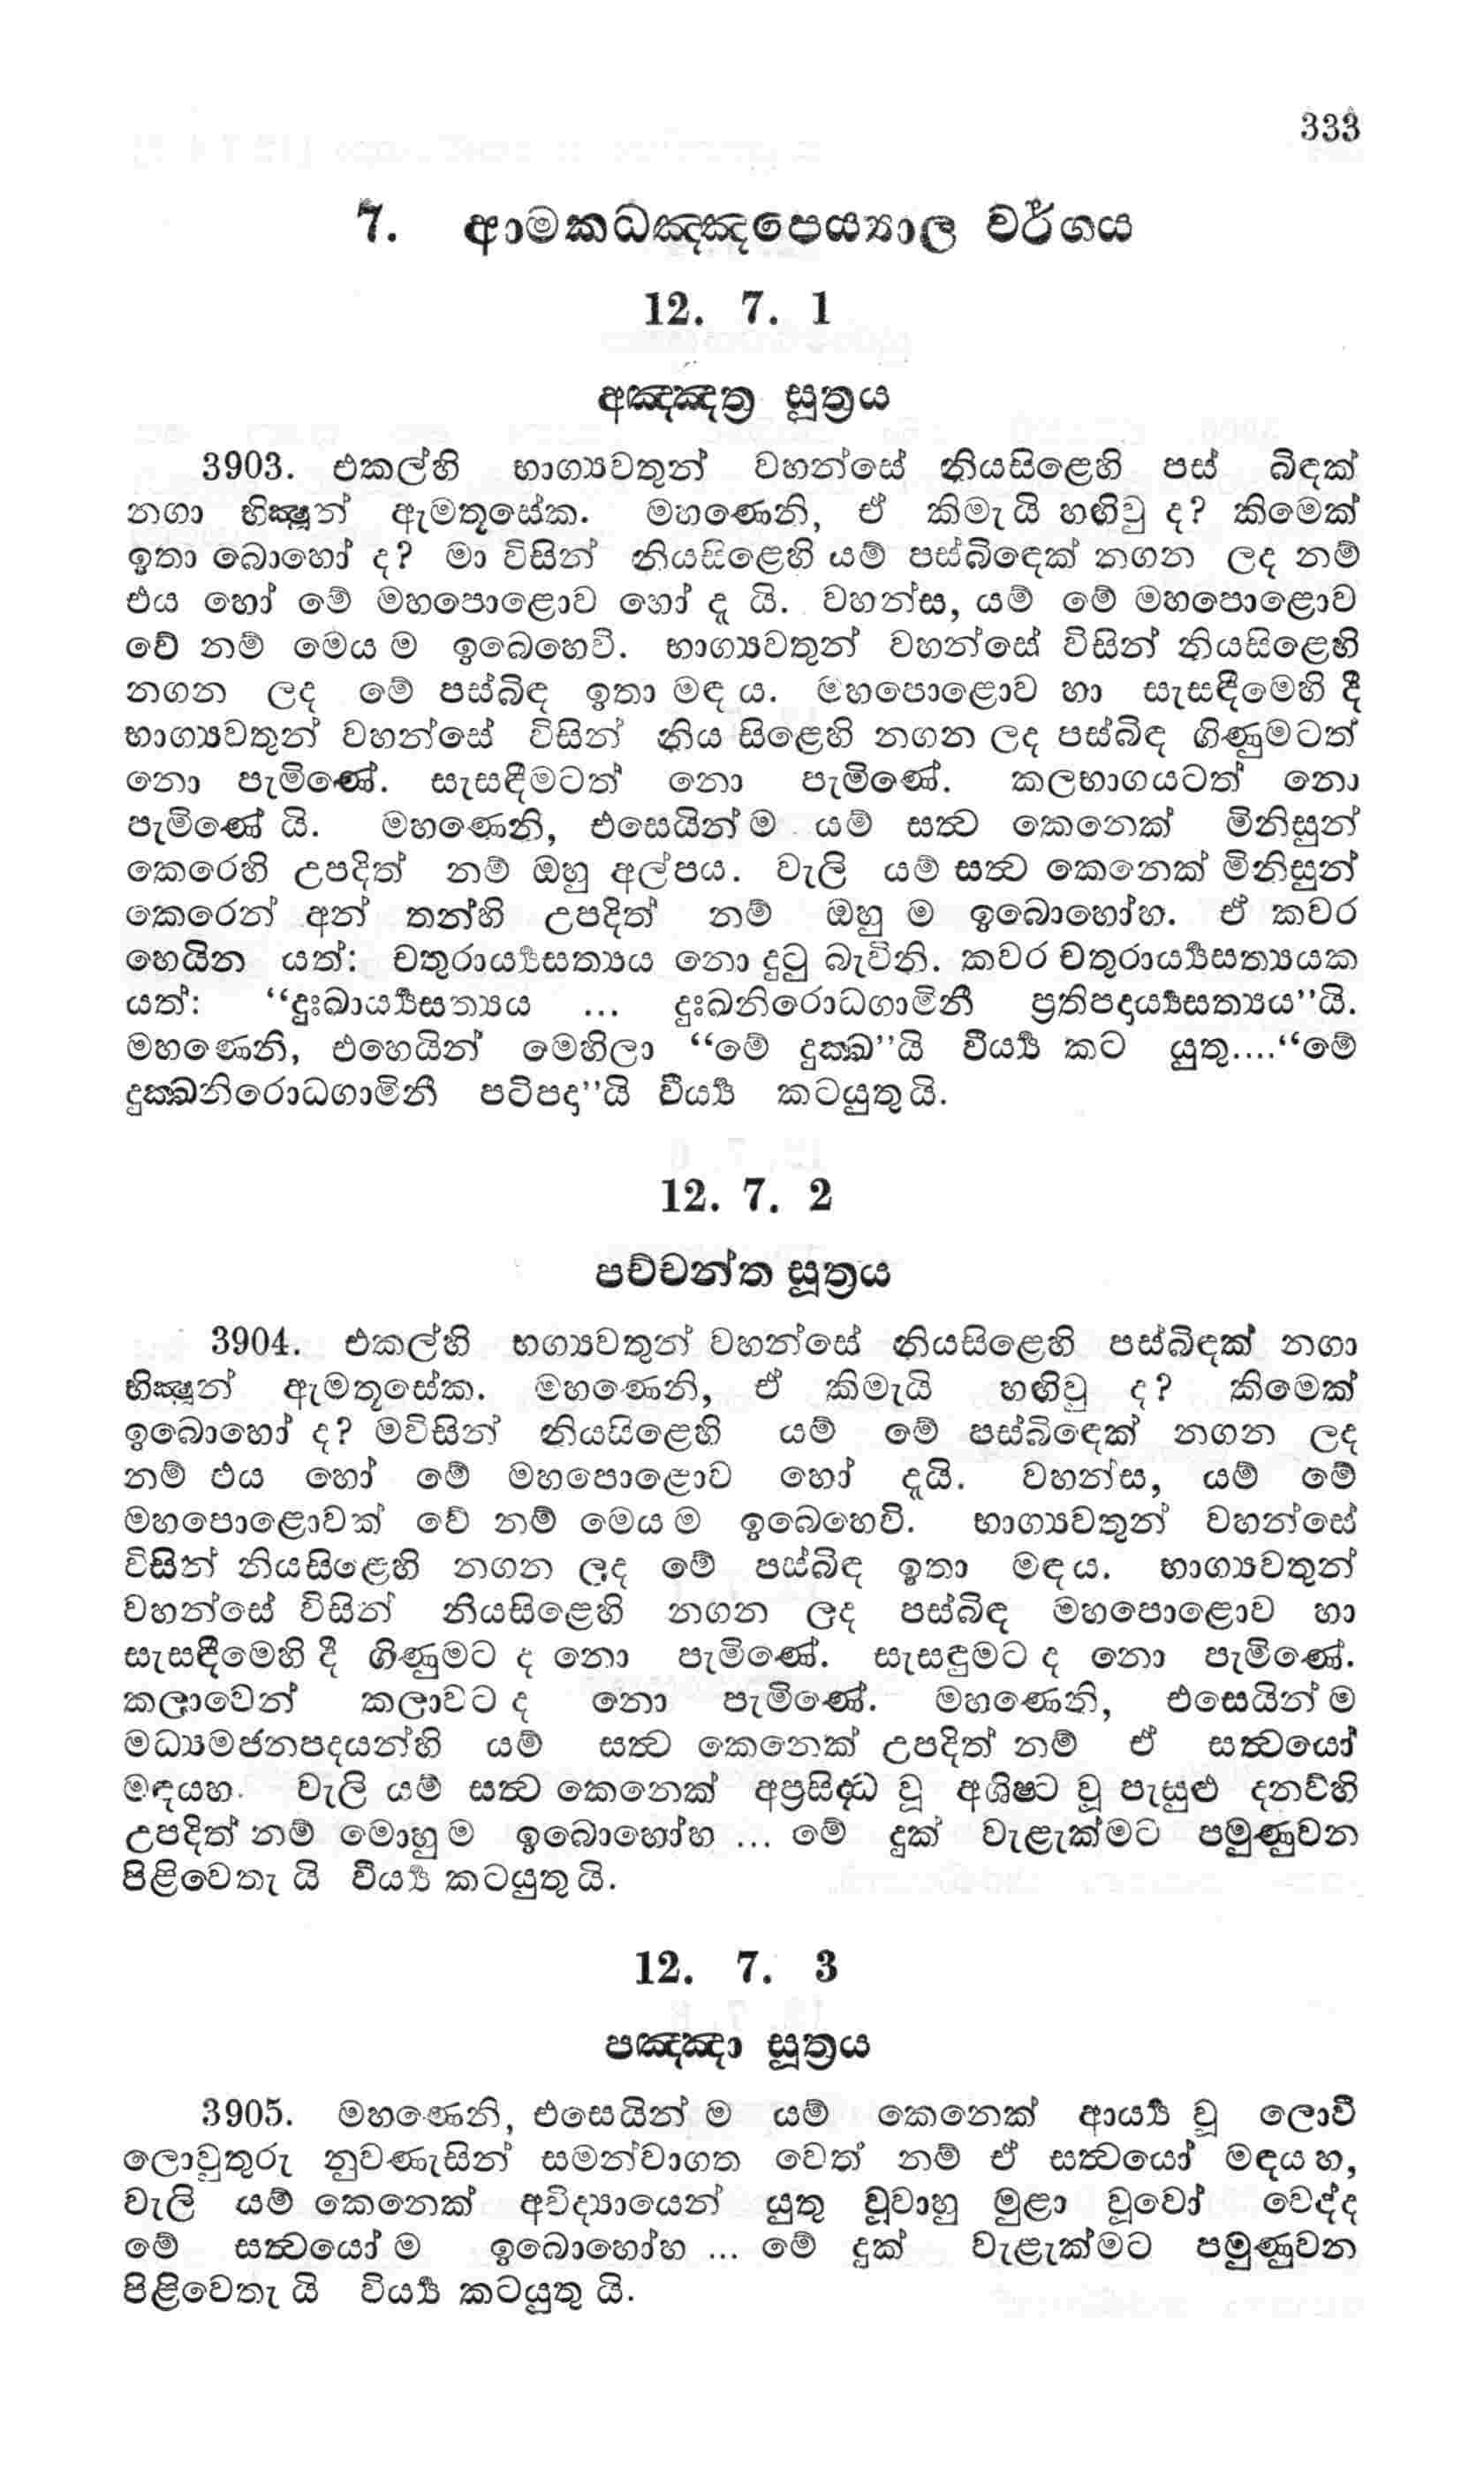 333
7. ආමකධඤ්ඤපෙය්‍යාල වර්ගය
12. 7. 1
අඤ්ඤත්‍ර සූත්‍රය
3903. එකල්හි භාග්‍යවතුන් වහන්සේ නියසිළෙහි පස් බිඳක්
නගා භික්‍ෂූන් ඇමතූසේක. මහණෙනි, ඒ කිමැ යි හඟිවු ද? කිමෙක්
ඉතා බොහෝ ද? මා විසින් නියසිළෙහි යම් පස්බිඳෙක් නගන ලද නම්
එය හෝ මේ මහපොළොව හෝ දැ යි. වහන්ස, යම් මේ මහපොළොව
වේ නම් මෙය ම ඉබෙහෙවි. භාග්‍යවතුන් වහන්සේ විසින් නියසිළෙහි
නගන ලද මේ පස්බිඳ ඉතා මඳ ය. මහපොළොව හා සැසඳීමෙහි දී
භාග්‍යවතුන් වහන්සේ විසින් නිය සිළෙහි නගන ලද පස්බිඳ ගිණුමටත්
නො පැමිණේ. සැසඳීමටත් නො පැමිණේ. කලභාගයටත් නො
පැමිණේ යි. මහණෙනි, එසෙයින් ම යම් සත්‍ව කෙනෙක් මිනිසුන්
කෙරෙහි උපදිත් නම් ඔහු අල්පය. වැලි යම් සත්‍ව කෙනෙක් මිනිසුන්
කෙරෙන් අන් තන්හි උපදිත් නම් ඔහු ම ඉබොහෝහ. ඒ කවර
හෙයින යත්: චතුරාර්‍ය්‍යසත්‍යය නො දුටු බැවිනි. කවර චතුරාර්‍ය්‍යසත්‍යයක
යත්: “දුඃඛාර්‍ය්‍යසත්‍යය ... දුඃඛනිරොධගාමිනී ප්‍රතිපදාර්‍ය්‍යසත්‍යය”යි.
මහණෙනි, එහෙයින් මෙහිලා “මේ දුක්ඛ”යි වීර්‍ය්‍ය කට යුතු....“මේ
දුක්ඛනිරොධගාමිනී පටිපදා”යි වීර්‍ය්‍ය කටයුතු යි.
12. 7. 2
පච්චන්ත සූත්‍රය
3904. එකල්හි භග්‍යවතුන් වහන්සේ නියසිළෙහි පස්බිඳක් නගා
භික්‍ෂූන් ඇමතූසේක. මහණෙනි, ඒ කිමැයි හඟිවු ද? කිමෙක්
ඉබොහෝ ද? මවිසින් නියසිළෙහි යම් මේ පස්බිඳෙක් නගන ලද
නම් එය හෝ මේ මහපොළොව හෝ දැයි. වහන්ස, යම් මේ
මහපොළොවක් වේ නම් මෙය ම ඉබෙහෙවි. භාග්‍යවතුන් වහන්සේ
විසින් නියසිළෙහි නගන ලද මේ පස්බිඳ ඉතා මඳය. භාග්‍යවතුන්
වහන්සේ විසින් නියසිළෙහි නගන ලද පස්බිඳ මහපොළොව හා
සැසඳීමෙහි දී ගිණුමට ද නො පැමිණේ. සැසඳුමට ද නො පැමිණේ.
කලාවෙන් කලාවට ද නො පැමිණේ. මහණෙනි, එසෙයින් ම
මධ්‍යමජනපදයන්හි යම් සත්‍ව කෙනෙක් උපදිත් නම් ඒ සත්‍වයෝ
මඳයහ. වැලි යම් සත්‍ව කෙනෙක් අප්‍රසිද්ධ වූ අශිෂ්ට වූ පැසුළු දනව්හි
උපදිත් නම් මොහු ම ඉබොහෝහ ... මේ දුක් වැළැක්මට පමුණුවන
පිළිවෙතැ යි වීර්‍ය්‍ය කටයුතු යි.
12. 7. 3
පඤ්ඤා සූත්‍රය
3905. මහණෙනි, එසෙයින් ම යම් කෙනෙක් ආර්‍ය්‍ය වූ ලොවී
ලොවුතුරු නුවණැසින් සමන්වාගත වෙත් නම් ඒ සත්‍වයෝ මඳය හ,
වැලි යම් කෙනෙක් අවිද්‍යායෙන් යුතු වූවාහු මුළා වූවෝ වෙද්ද
මේ සත්‍වයෝ ම ඉබොහෝහ ... මේ දුක් වැළැක්මට පමුණුවන
පිළිවෙතැ යි විර්‍ය්‍ය කටයුතු යි.